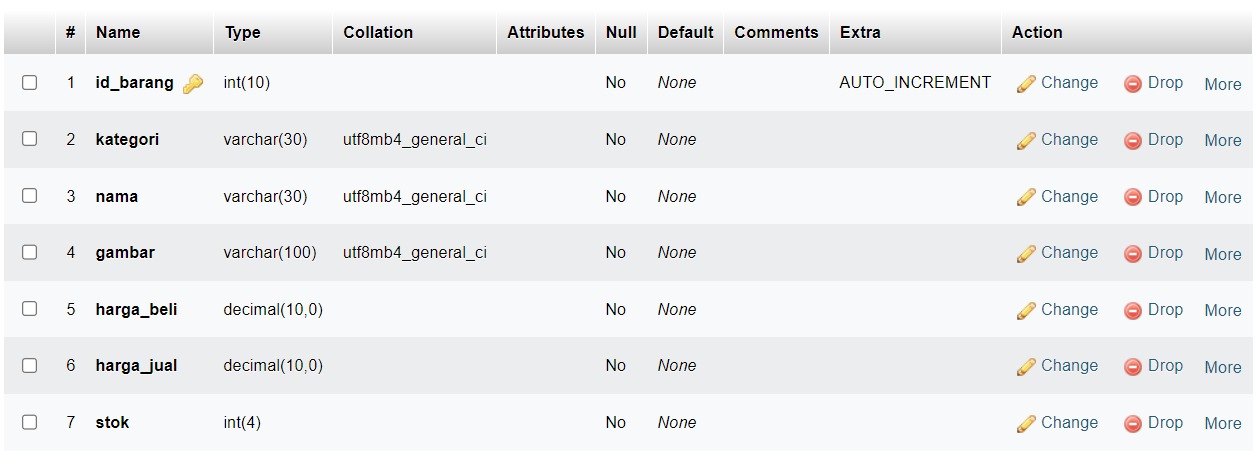 # Name Type Collation Attributes Null Default Comments Extra Action
1 id_barang int(10) No None AUTO_INCREMENT Change Drop More
2 kategori varchar(30) utf8mb4_general_ci No None Change Drop More
3 nama varchar(30) utf8mb4_general_ci No None Change Drop More
4 gambar varchar(100) utf8mb4_general_ci No None Change Drop More
5 harga_beli decimal(10,0) No None Change Drop More
6 harga_jual decimal(10,0) No None Change Drop More
7 stok int(4) No None Change Drop More